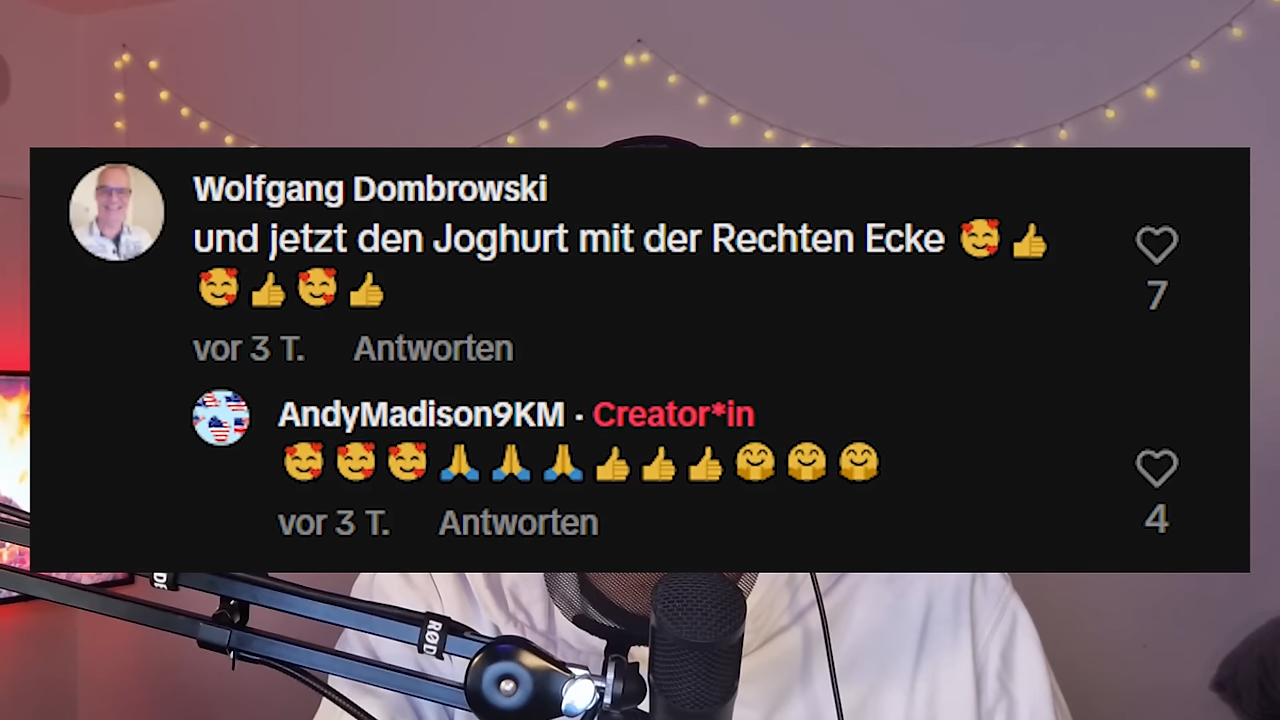 Wolfgang Dombrowski
und jetzt den Joghurt mit der Rechten Ecke 🥰 👍
🥰 👍 🥰 👍
7
vor 3 T. Antworten
AndyMadison9KM · Creator*in
🥰 🥰 🥰 🙏 🙏 🙏 👍 👍 👍 🤗 🤗 🤗
4
vor 3 T. Antworten
RØD